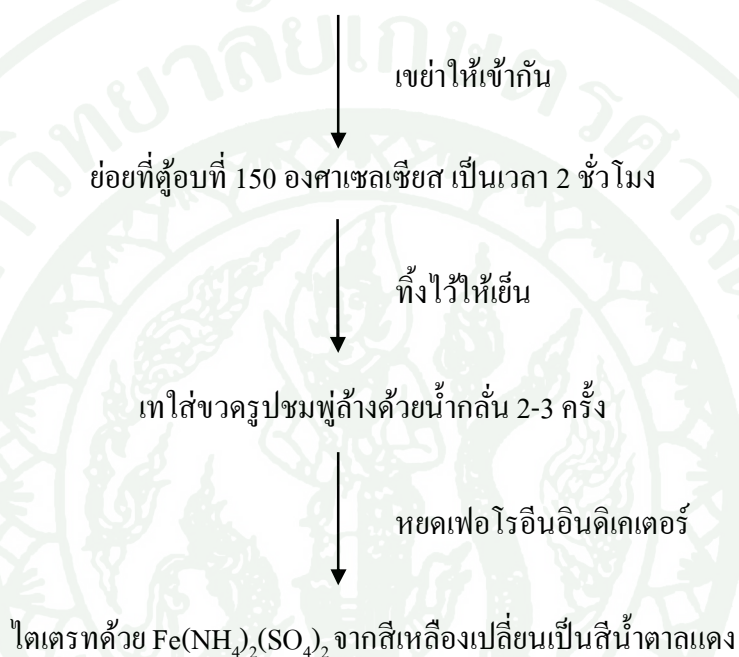 เขย่าให้เข้ากัน
ย่อยที่ตู้อบที่ 150 องศาเซลเซียส เป็นเวลา 2 ชั่วโมง
ทิ้งไว้ให้เย็น
เทใส่ขวดรูปชมพู่ล้างด้วยน้ำกลั่น 2-3 ครั้ง
หยดเฟอโรอีนอินดิเคเตอร์
ไตเตรทด้วย Fe(NH₄)₂(SO₄)₂ จากสีเหลืองเปลี่ยนเป็นสีน้ำตาลแดง